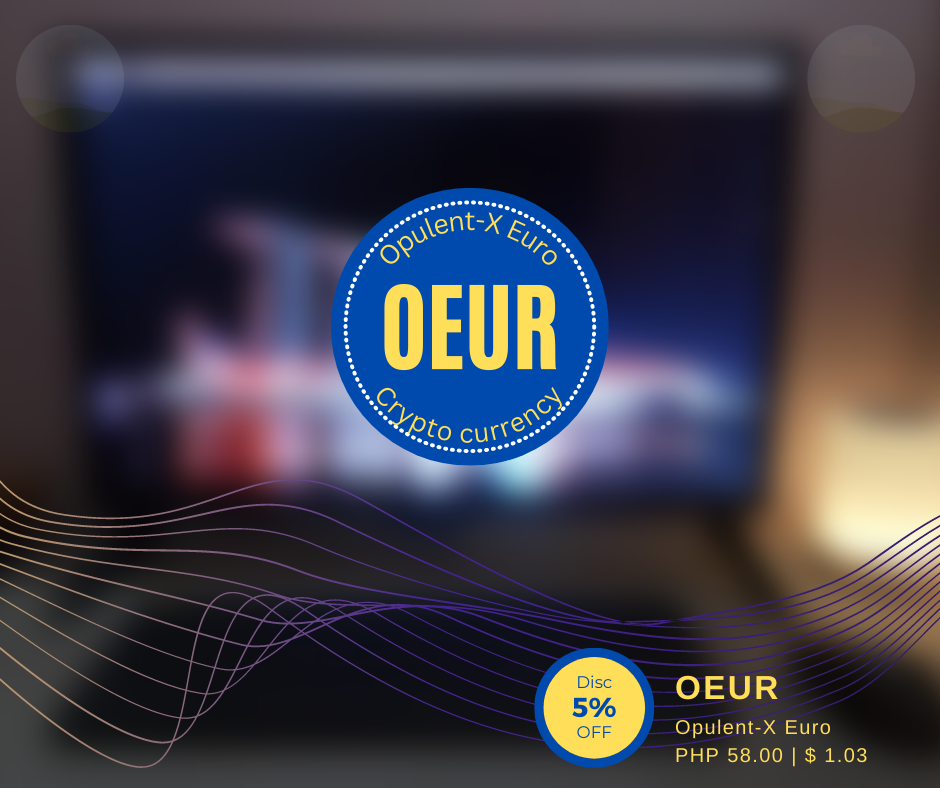 Opulent-X Euro
OEUR
Crypto currency
Disc
5%
OFF
OEUR
Opulent-X Euro
PHP 58.00 | $ 1.03